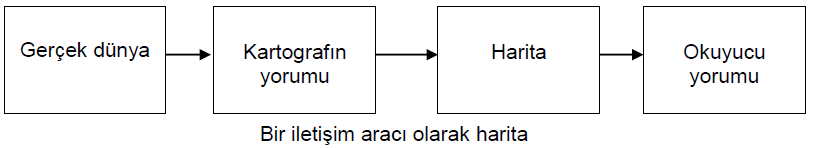 Gerçek dünya
Kartografın
yorumu
Harita
Okuyucu
yorumu
Bir iletişim aracı olarak harita